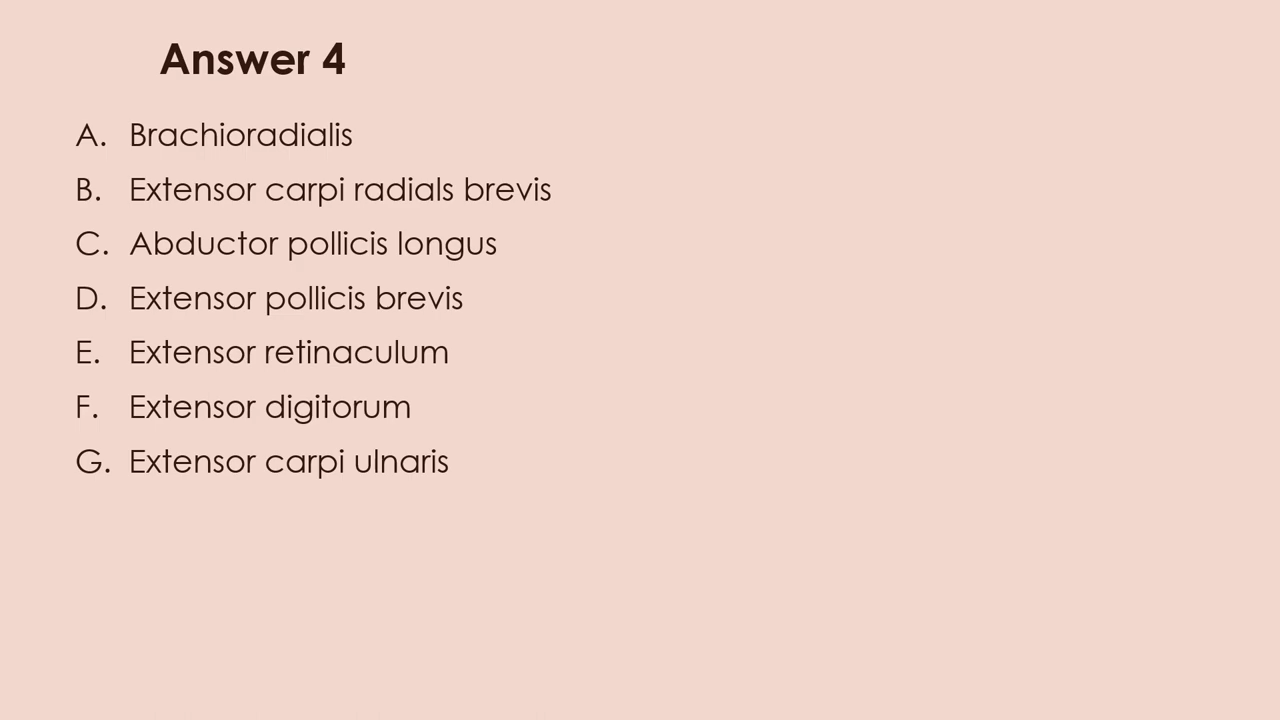 Answer 4
A. Brachioradialis
B. Extensor carpi radials brevis
C. Abductor pollicis longus
D. Extensor pollicis brevis
E. Extensor retinaculum
F. Extensor digitorum
G. Extensor carpi ulnaris